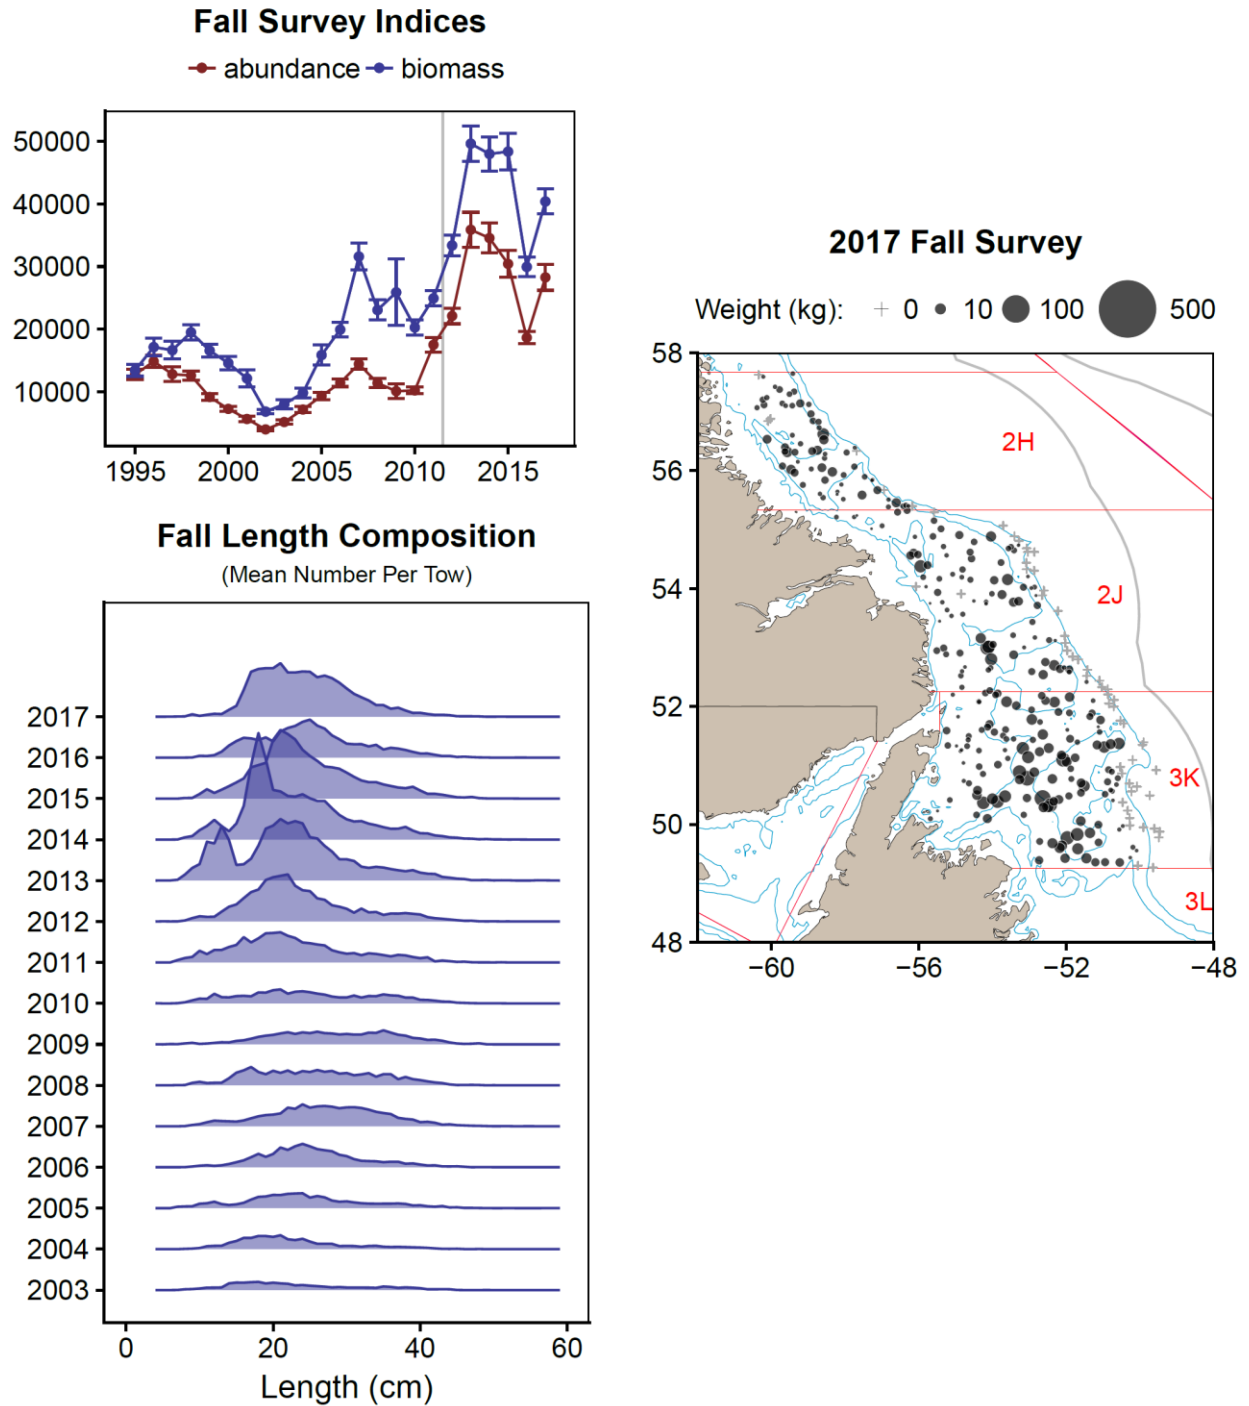 Fall Survey Indices
abundance biomass
50000
40000
30000
20000
10000
1995 2000 2005 2010 2015
Fall Length Composition
(Mean Number Per Tow)
2017
2016
2015
2014
2013
2012
2011
2010
2009
2008
2007
2006
2005
2004
2003
0 20 40 60
Length (cm)
2017 Fall Survey
Weight (kg): 0 10 100 500
58
56
54
52
50
48
2H
2J
3K
3L
−60 −56 −52 −48